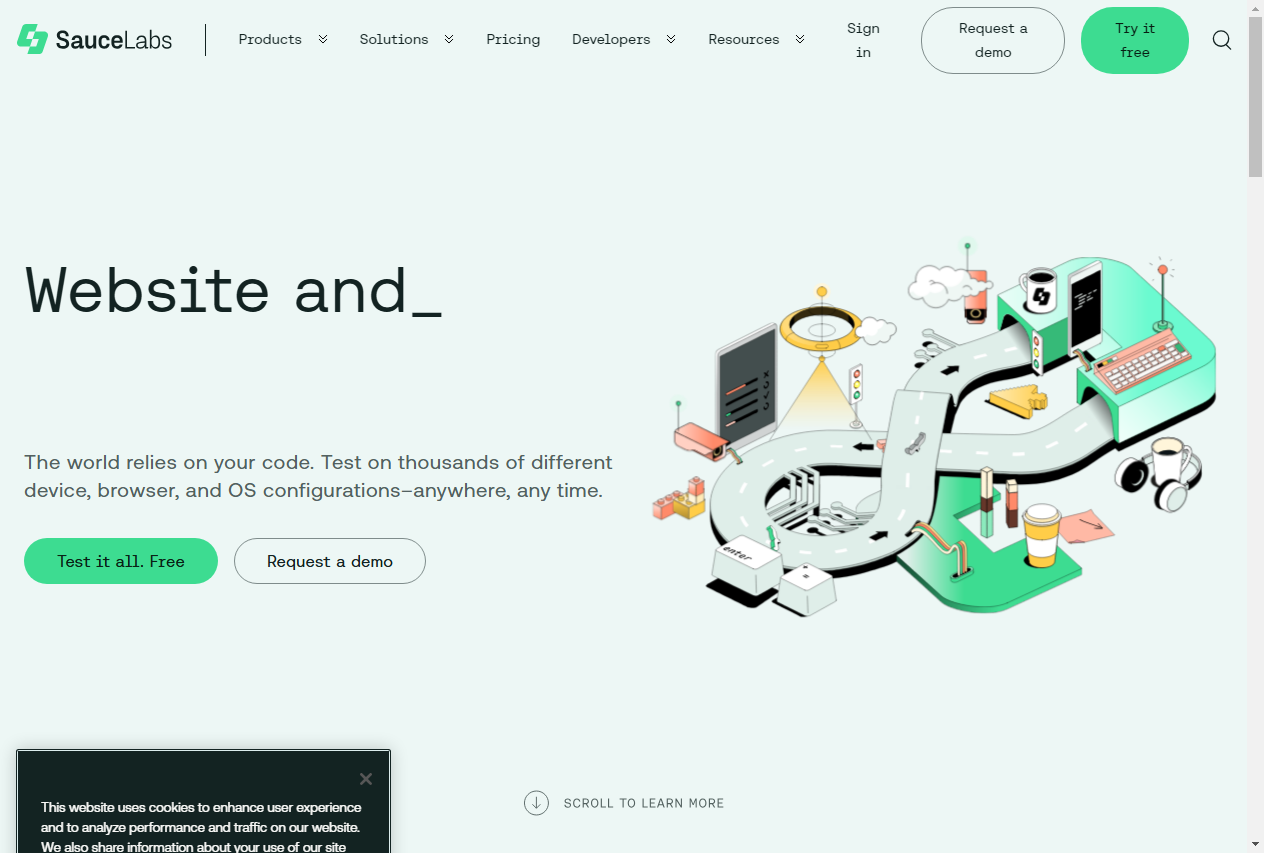 SauceLabs
Products
Solutions
Pricing
Developers
Resources
Sign
in
Request a
demo
Try it
free
Website and_
The world relies on your code. Test on thousands of different
device, browser, and OS configurations–anywhere, any time.
Test it all. Free
Request a demo
enter
SCROLL TO LEARN MORE
This website uses cookies to enhance user experience
and to analyze performance and traffic on our website.
We also share information about your use of our site